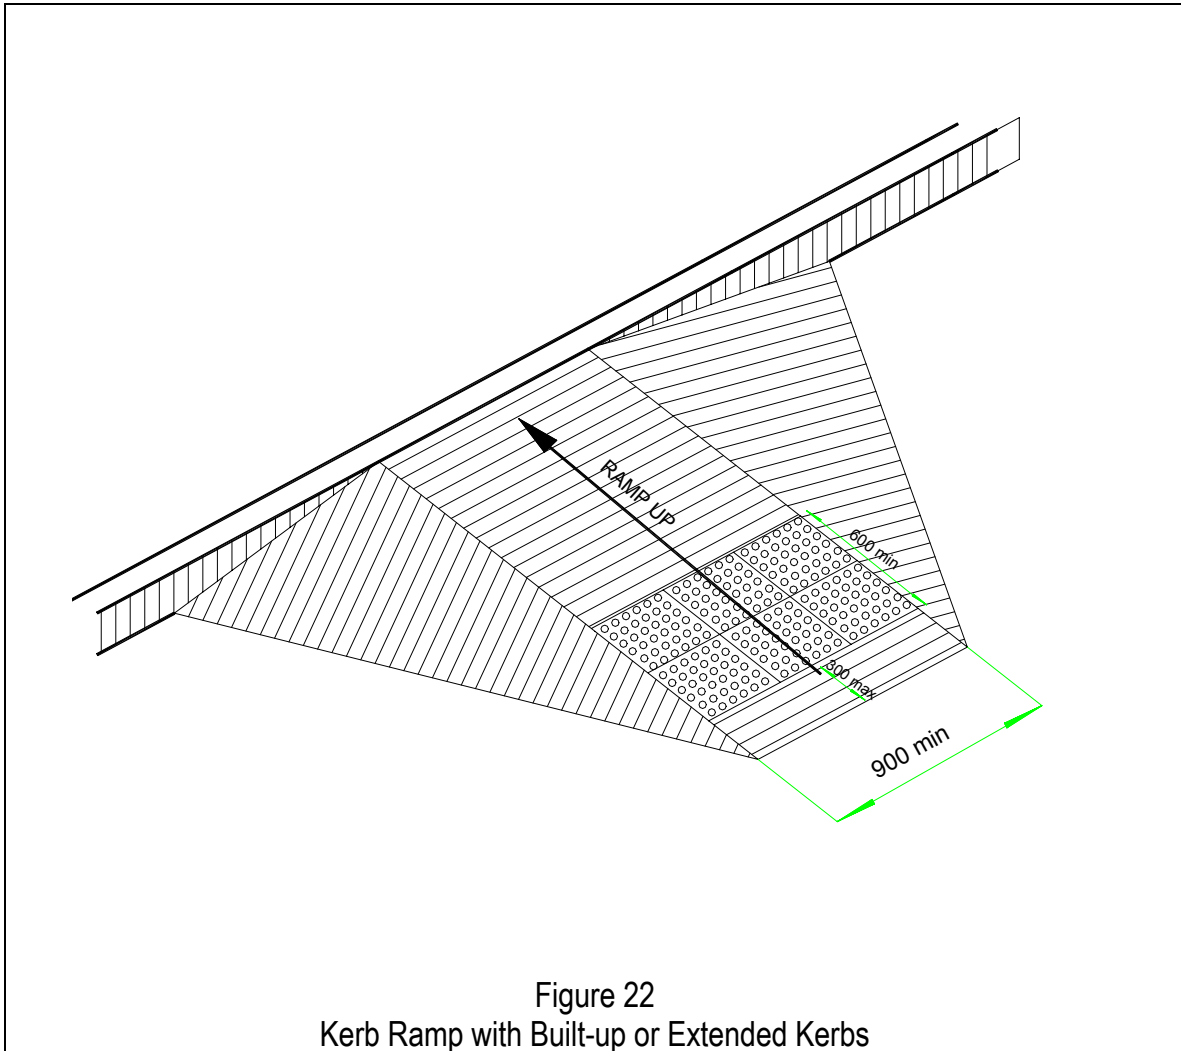 RAMP UP
600 min
300 max
900 min
Figure 22
Kerb Ramp with Built-up or Extended Kerbs